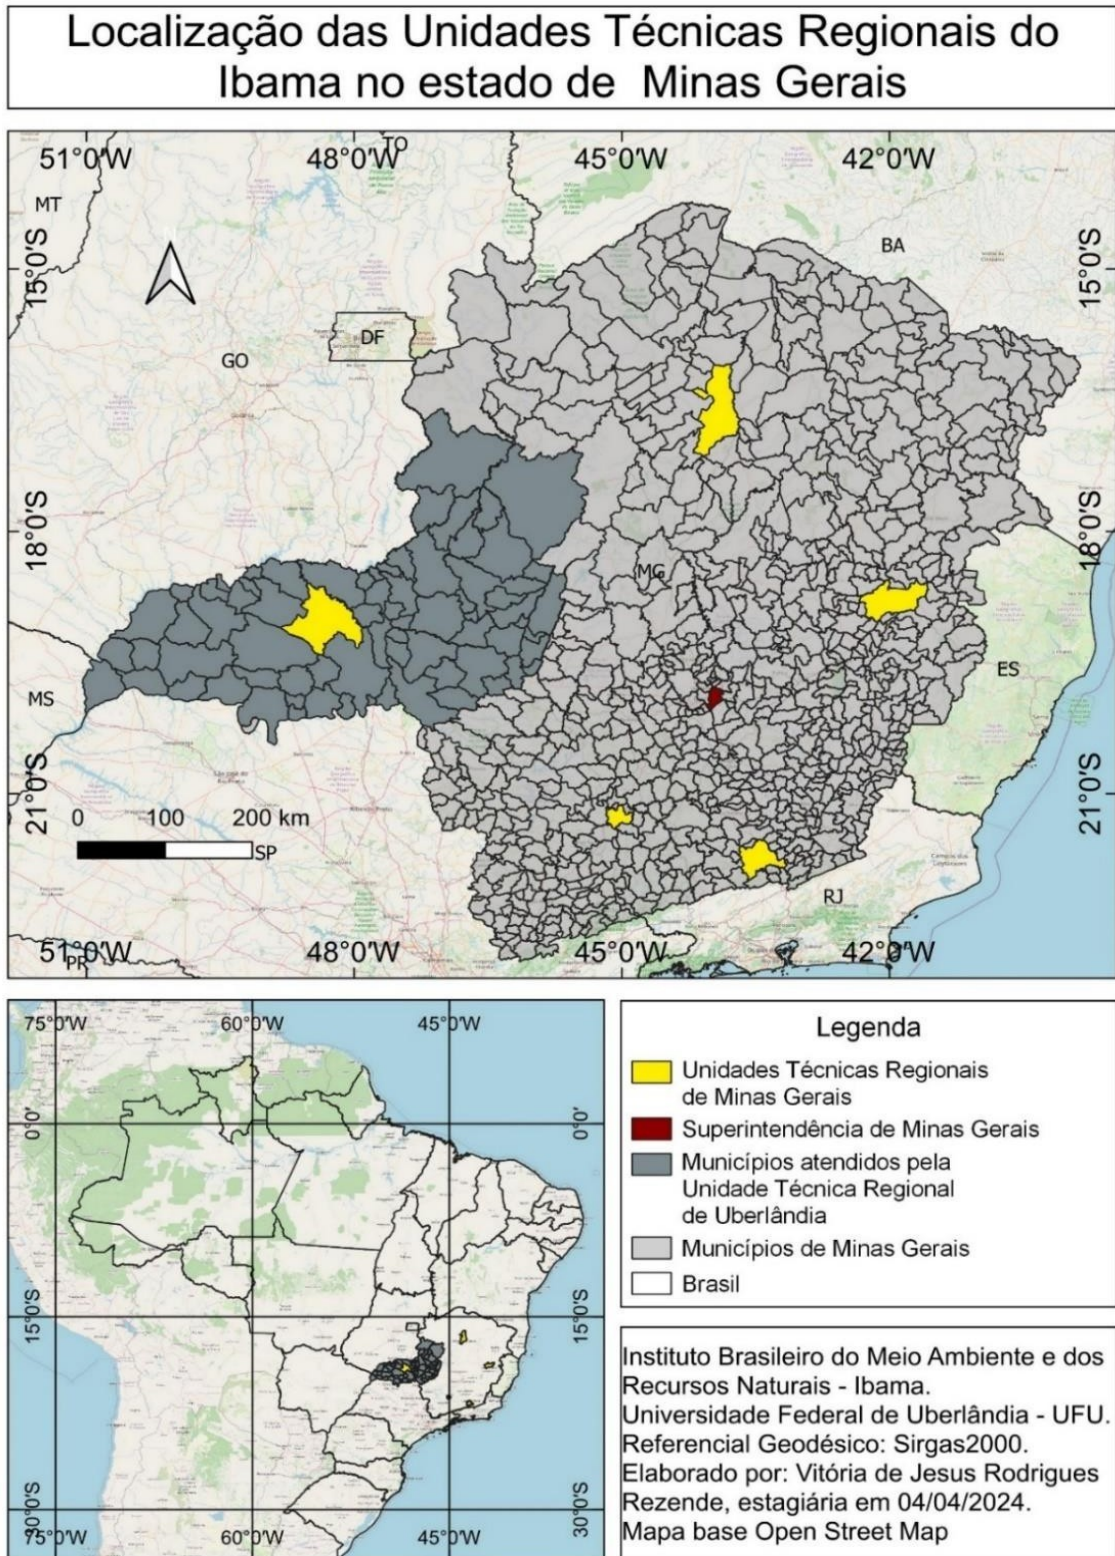 Localização das Unidades Técnicas Regionais do
Ibama no estado de Minas Gerais
51°0'W 48°0'W 45°0'W 42°0'W
TO
MT
BA
15°0'S 15°0'S
DF
GO
18°0'S 18°0'S
MG
ES
MS
21°0'S 21°0'S
0 100 200 km
SP
RJ
51°0'W 48°0'W 45°0'W 42°0'W
PR
75°0'W 60°0'W 45°0'W
0°0' 0°0'
15°0'S 15°0'S
30°0'S 30°0'S
75°0'W 60°0'W 45°0'W
Legenda
Unidades Técnicas Regionais
de Minas Gerais
Superintendência de Minas Gerais
Municípios atendidos pela
Unidade Técnica Regional
de Uberlândia
Municípios de Minas Gerais
Brasil
Instituto Brasileiro do Meio Ambiente e dos
Recursos Naturais - Ibama.
Universidade Federal de Uberlândia - UFU.
Referencial Geodésico: Sirgas2000.
Elaborado por: Vitória de Jesus Rodrigues
Rezende, estagiária em 04/04/2024.
Mapa base Open Street Map